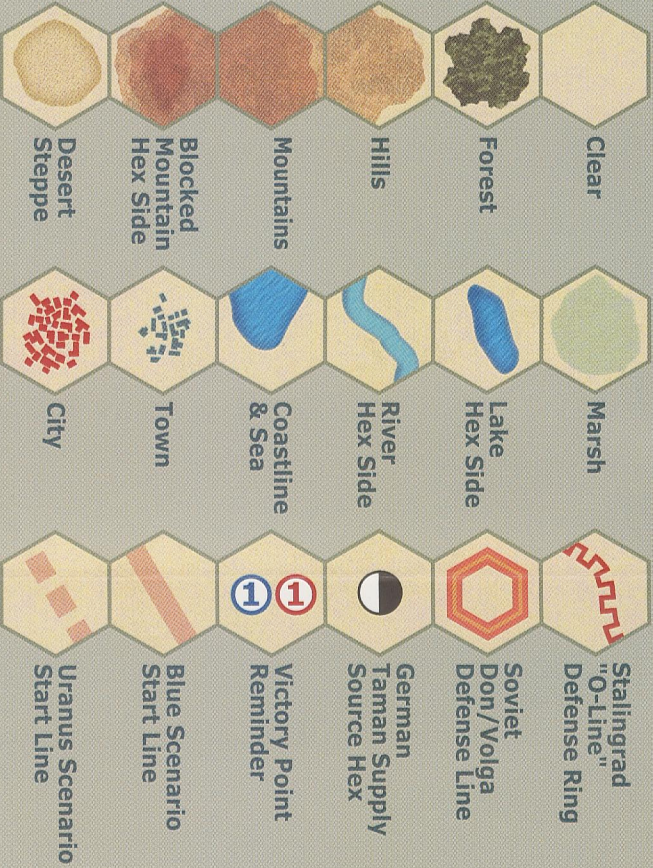 Clear
Forest
Hills
Mountains
Blocked
Mountain
Hex Side
Desert
Steppe
Marsh
Lake
Hex Side
River
Hex Side
Coastline
& Sea
Town
City
Stalingrad
"O-Line"
Defense Ring
Soviet
Don/Volga
Defense Line
German
Taman Supply
Source Hex
1 1
Victory Point
Reminder
Blue Scenario
Start Line
Uranus Scenario
Start Line